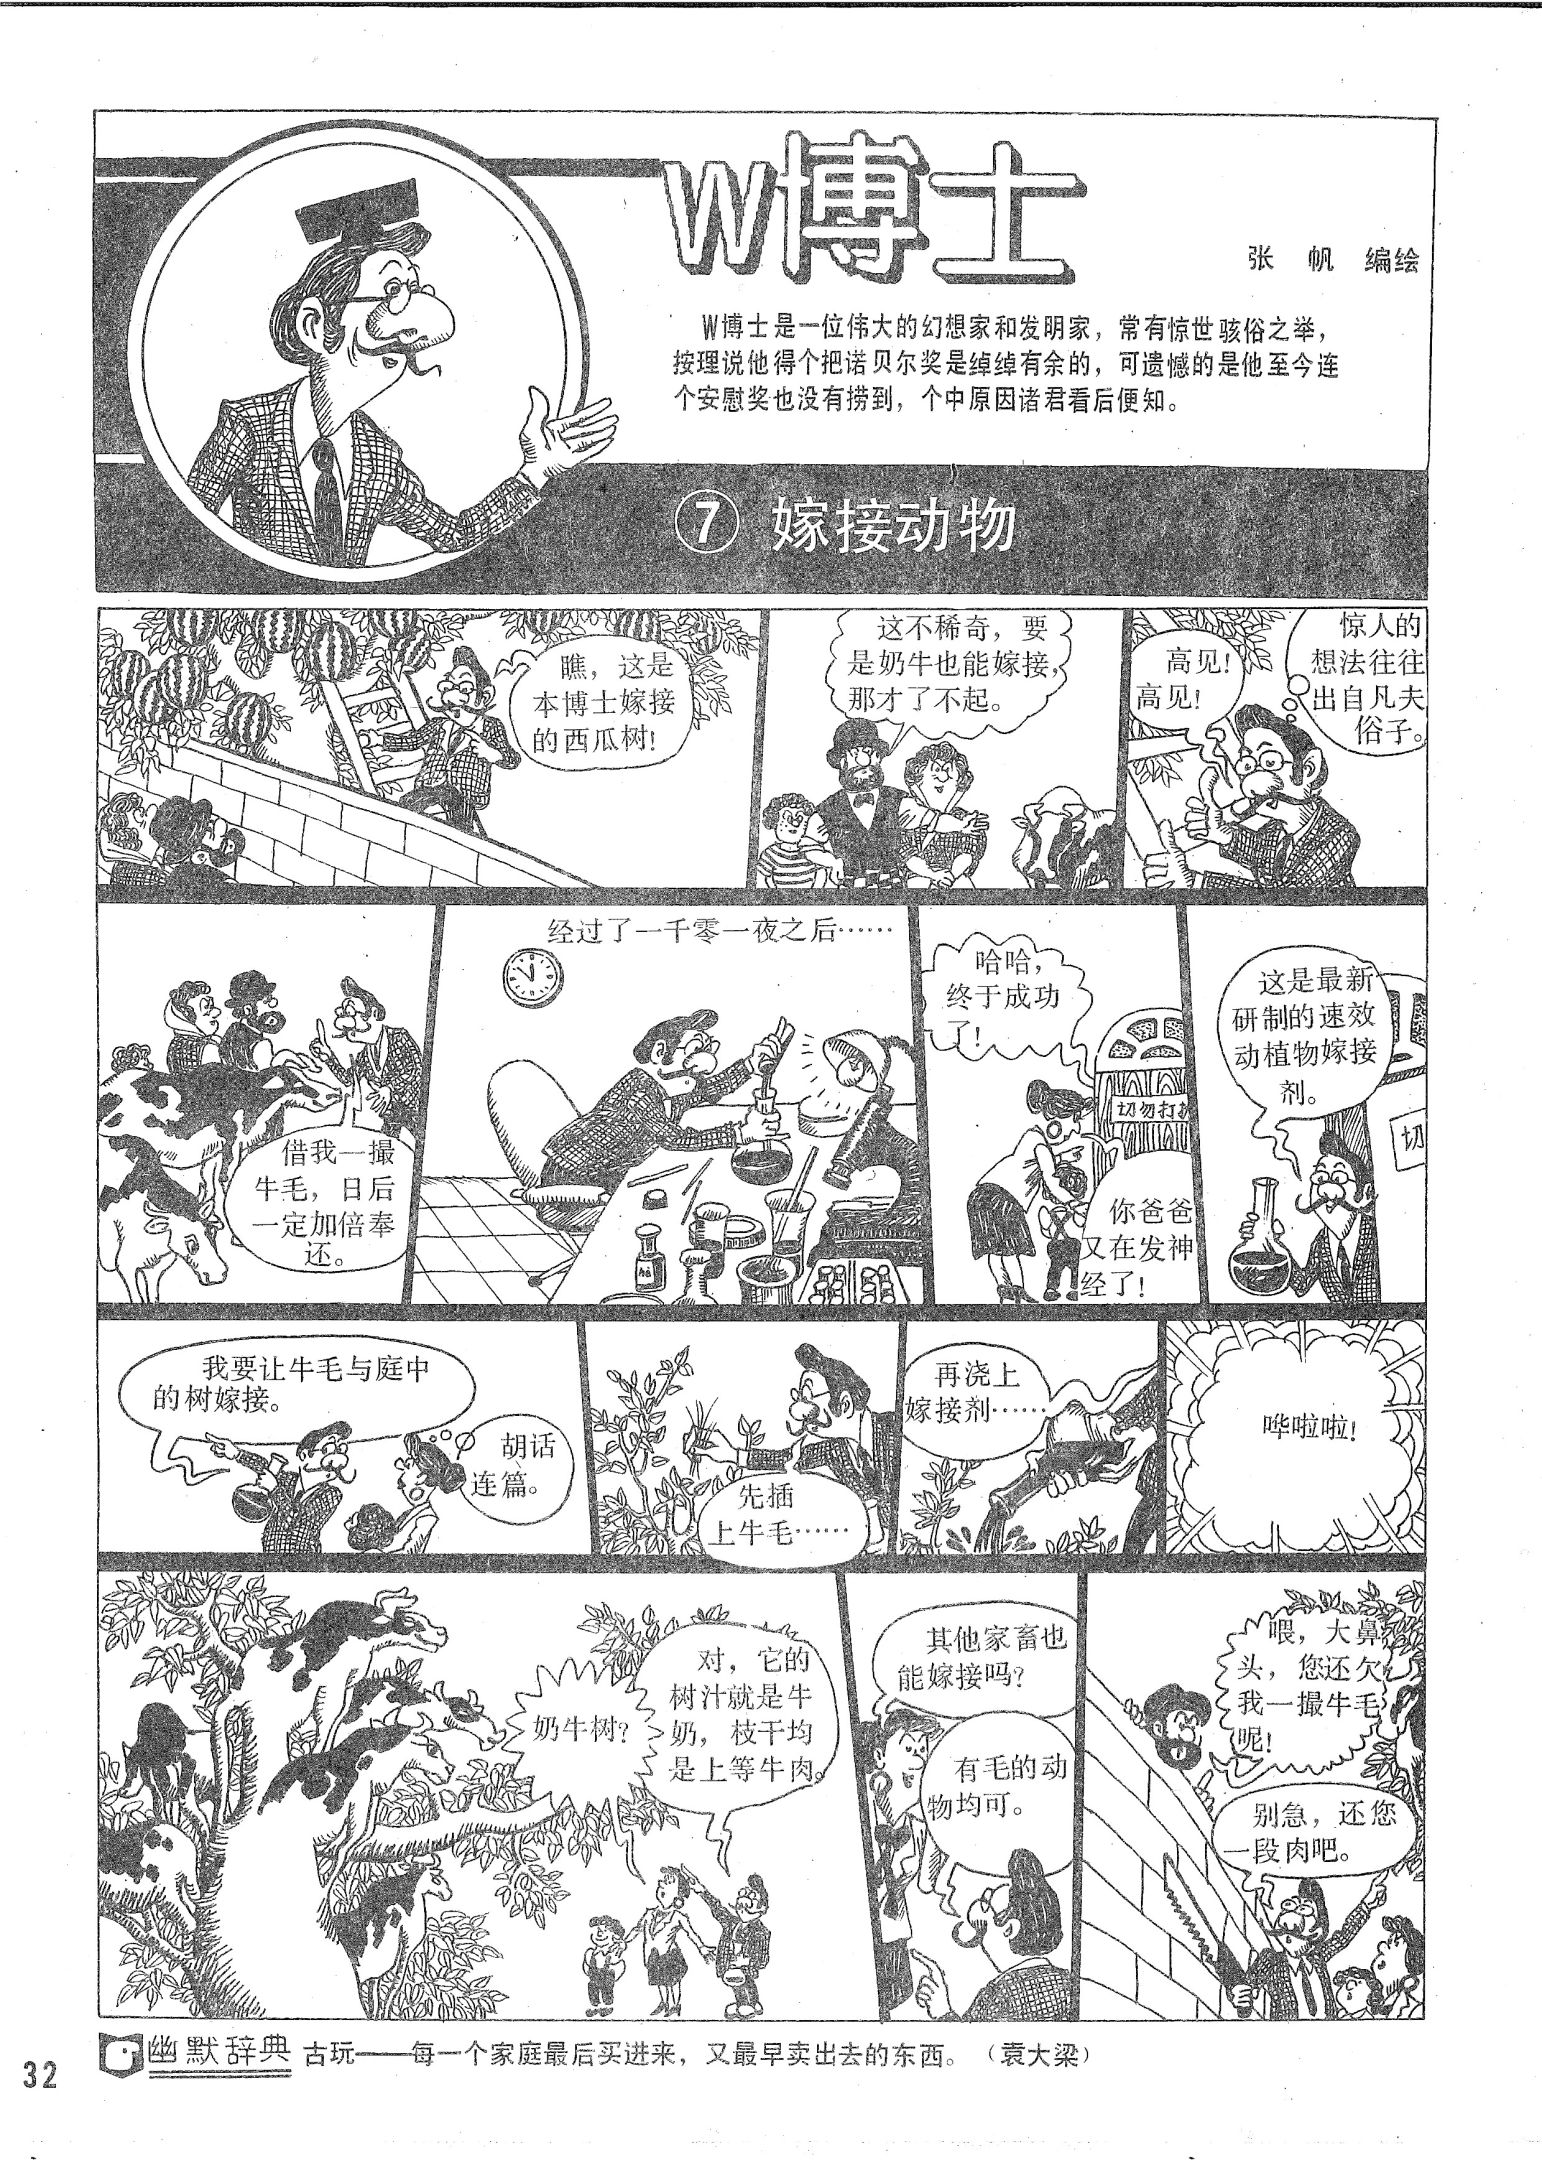 W博士
张 帆 编绘
W博士是一位伟大的幻想家和发明家，常有惊世骇俗之举，
按理说他得个把诺贝尔奖是绰绰有余的，可遗憾的是他至今连
个安慰奖也没有捞到，个中原因诸君看后便知。
⑦ 嫁接动物
瞧，这是
本博士嫁接
的西瓜树！
这不稀奇，要
是奶牛也能嫁接，
那才了不起。
高见！
高见！
惊人的
想法往往
出自凡夫
俗子。
借我一撮
牛毛，日后
一定加倍奉
还。
经过了一千零一夜之后……
哈哈，
终于成功
了！
切勿打扰
你爸爸
又在发神
经了！
这是最新
研制的速效
动植物嫁接
剂。
切
我要让牛毛与庭中
的树嫁接。
胡话
连篇。
先插
上牛毛……
再浇上
嫁接剂……
哗啦啦！
奶牛树？
对，它的
树汁就是牛
奶，枝干均
是上等牛肉。
其他家畜也
能嫁接吗？
有毛的动
物均可。
喂，大鼻
头，您还欠
我一撮牛毛
呢！
别急，还您
一段肉吧。
幽默辞典 古玩——每一个家庭最后买进来，又最早卖出去的东西。（袁大梁）
32